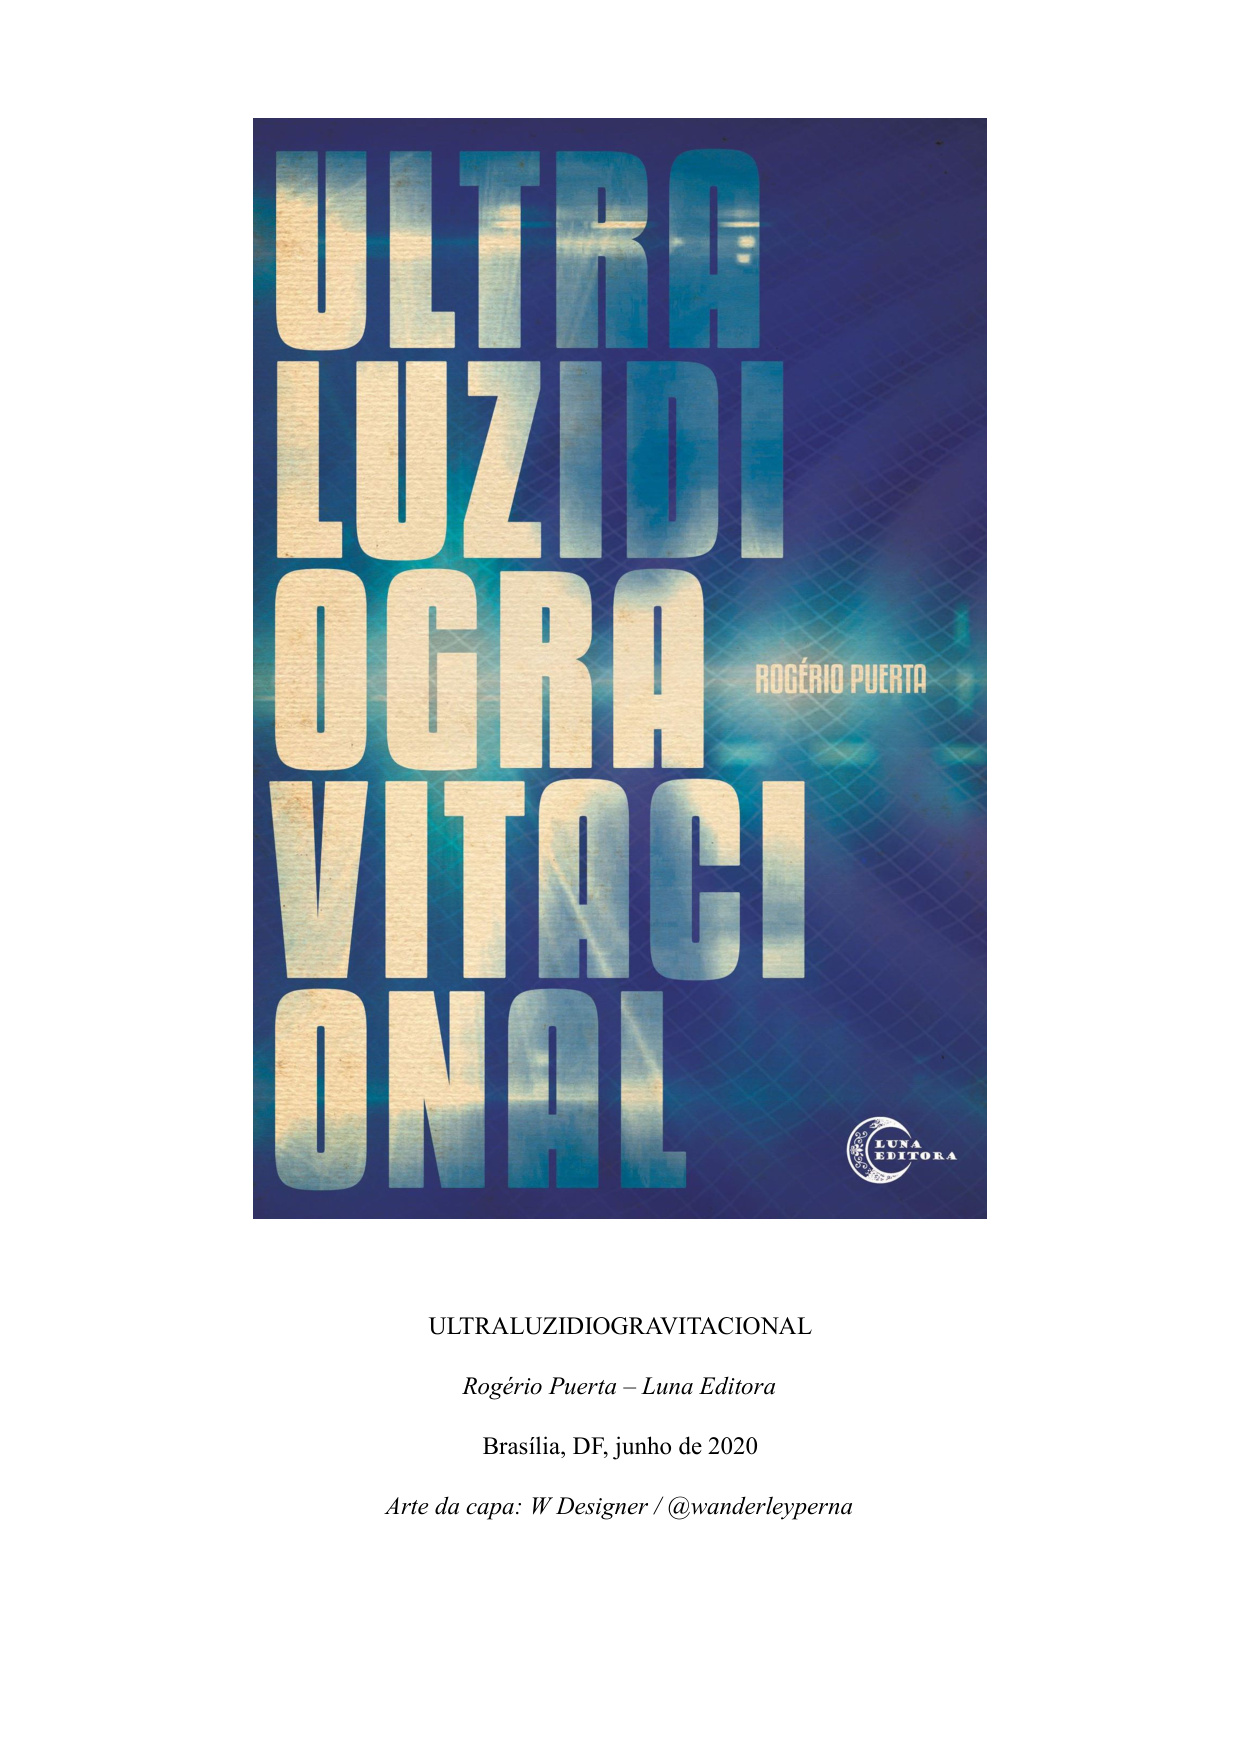 ULTRA
LUZIDI
OGRA
ROGÉRIO PUERTA
VITACI
ONAL
LUNA
EDITORA
ULTRALUZIDIOGRAVITACIONAL
Rogério Puerta – Luna Editora
Brasília, DF, junho de 2020
Arte da capa: W Designer / @wanderleyperna